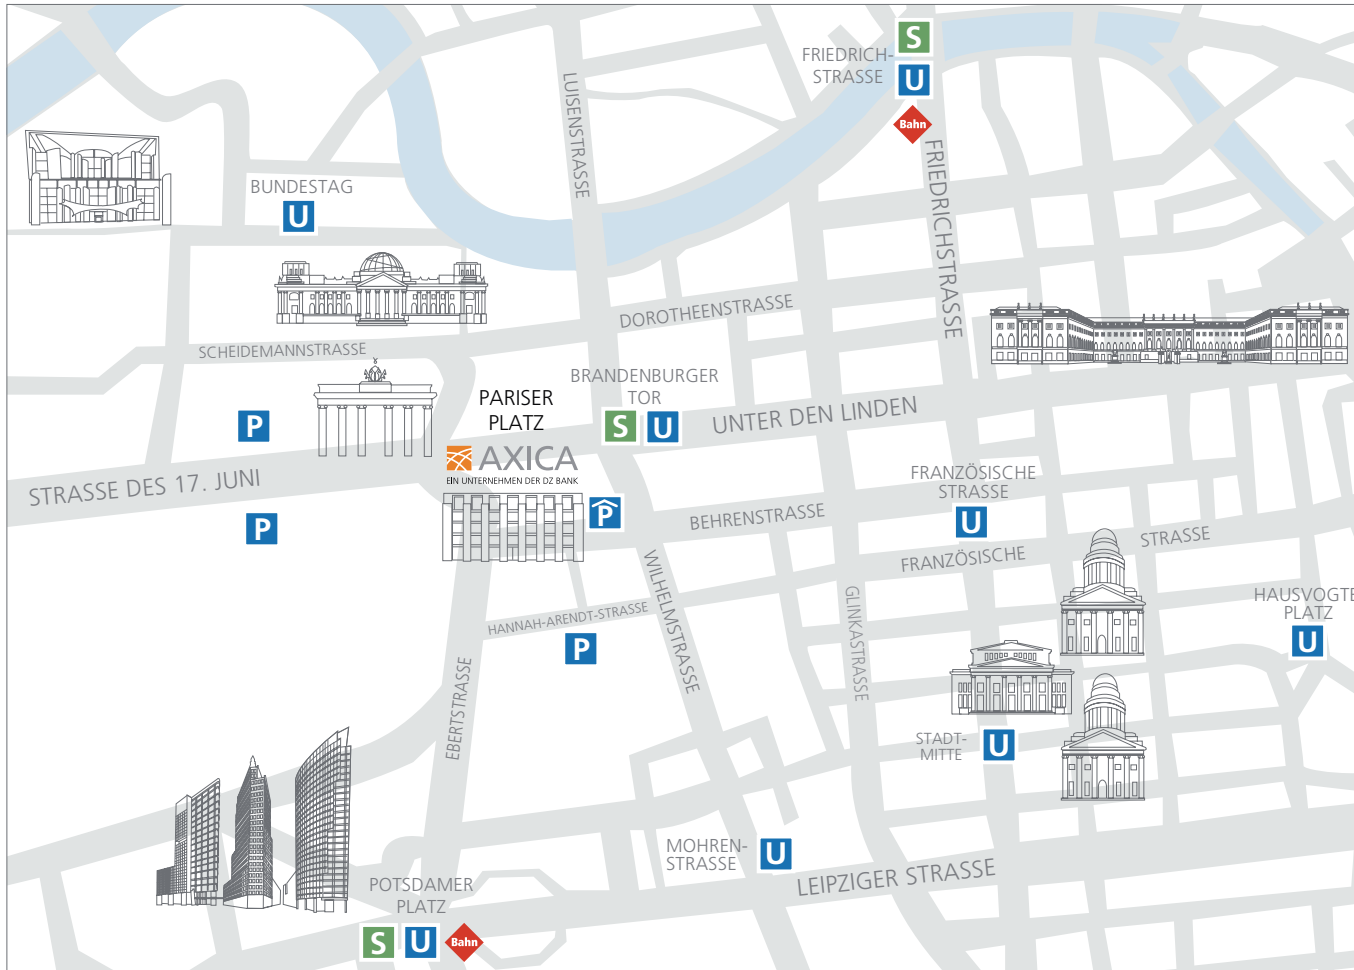 S
FRIEDRICH-
STRASSE
U
Bahn
LUISENSTRASSE
FRIEDRICHSTRASSE
BUNDESTAG
U
DOROTHEENSTRASSE
SCHEIDEMANNSTRASSE
BRANDENBURGER
TOR
S U
PARISER
PLATZ
UNTER DEN LINDEN
P
AXICA
EIN UNTERNEHMEN DER DZ BANK
STRASSE DES 17. JUNI
P
P
FRANZÖSISCHE
STRASSE
U
BEHRENSTRASSE
FRANZÖSISCHE
STRASSE
WILHELMSTRASSE
GLINKASTRASSE
HAUSVOGTE
PLATZ
U
HANNAH-ARENDT-STRASSE
P
EBERTSTRASSE
STADT-
MITTE
U
MOHREN-
STRASSE
U
LEIPZIGER STRASSE
POTSDAMER
PLATZ
S U Bahn